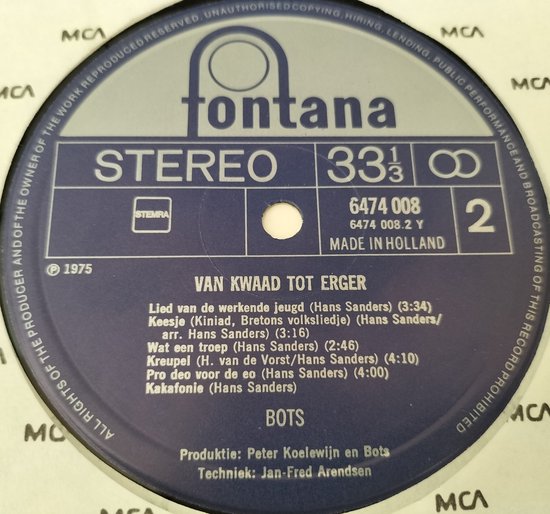 MCA
MCA
MCA
MCA
MCA
MCA
MCA
MCA
ALL RIGHTS OF THE PRODUCER AND OF THE OWNER OF THE WORK REPRODUCED RESERVED. UNAUTHORISED COPYING, HIRING, LENDING, PUBLIC PERFORMANCE AND BROADCASTING OF THIS RECORD PROHIBITED
fontana
STEREO 33⅓
STEMRA
6474 008
6474 008.2 Y
MADE IN HOLLAND
2
℗ 1975
VAN KWAAD TOT ERGER
Lied van de werkende jeugd (Hans Sanders) (3:34)
Keesje (Kiniad, Bretons volksliedje) (Hans Sanders/
arr. Hans Sanders) (3:16)
Wat een troep (Hans Sanders) (2:46)
Kreupel (H. van de Vorst/Hans Sanders) (4:10)
Pro deo voor de eo (Hans Sanders) (4:00)
Kakafonie (Hans Sanders)
BOTS
Produktie: Peter Koelewijn en Bots
Techniek: Jan-Fred Arendsen